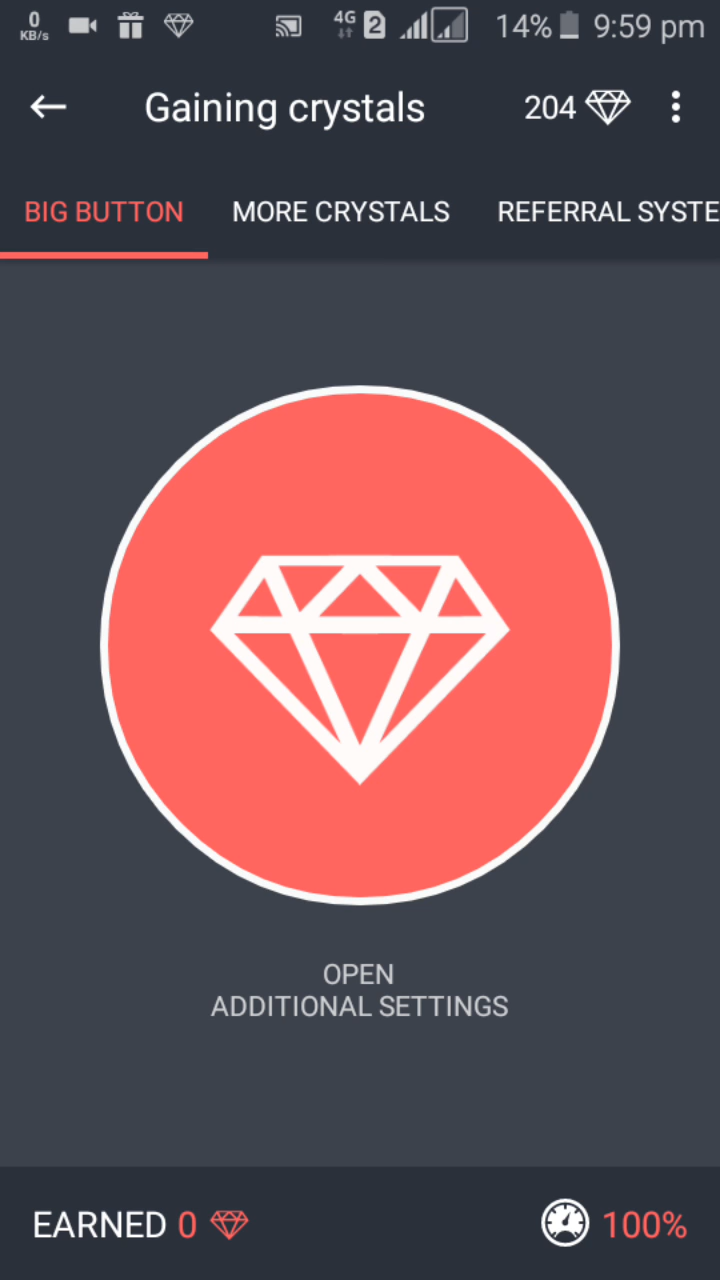 0
KB/s
4G
2
14%
9:59 pm
Gaining crystals
204
BIG BUTTON
MORE CRYSTALS
REFERRAL SYSTE
OPEN
ADDITIONAL SETTINGS
EARNED 0
100%